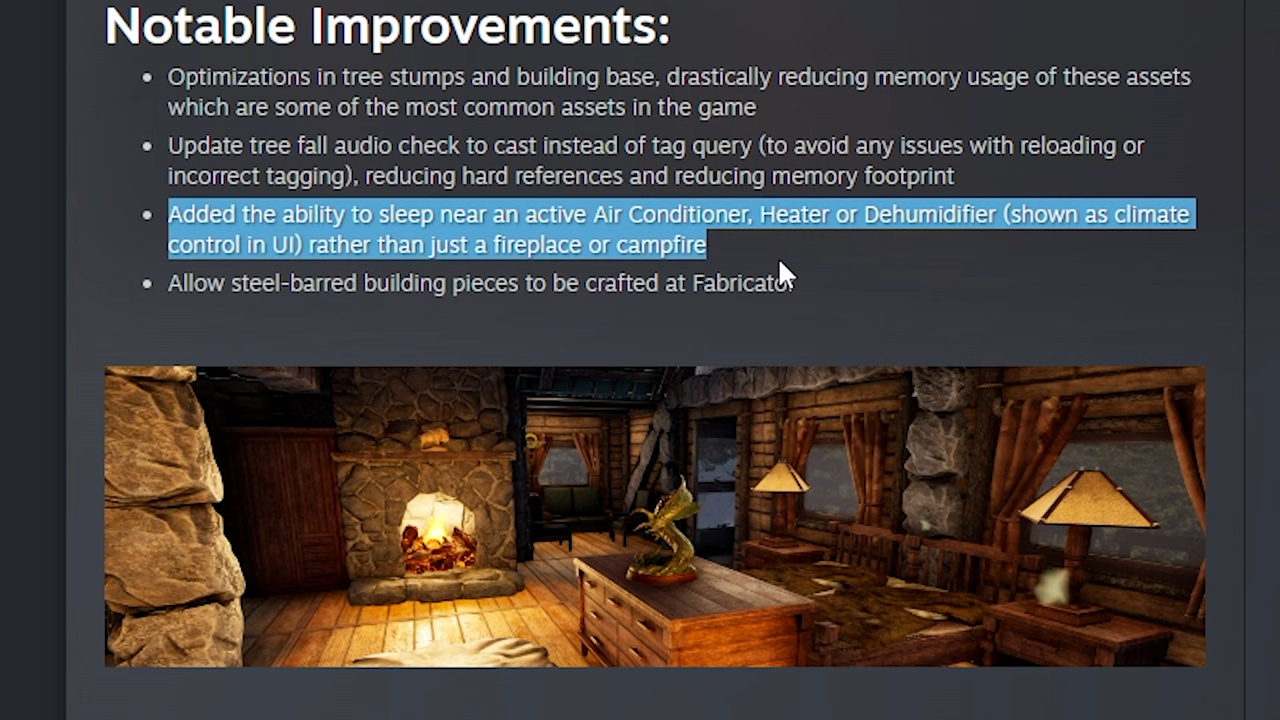 Notable Improvements:
Optimizations in tree stumps and building base, drastically reducing memory usage of these assets
which are some of the most common assets in the game
Update tree fall audio check to cast instead of tag query (to avoid any issues with reloading or
incorrect tagging), reducing hard references and reducing memory footprint
Added the ability to sleep near an active Air Conditioner, Heater or Dehumidifier (shown as climate
control in UI) rather than just a fireplace or campfire
Allow steel-barred building pieces to be crafted at Fabricator